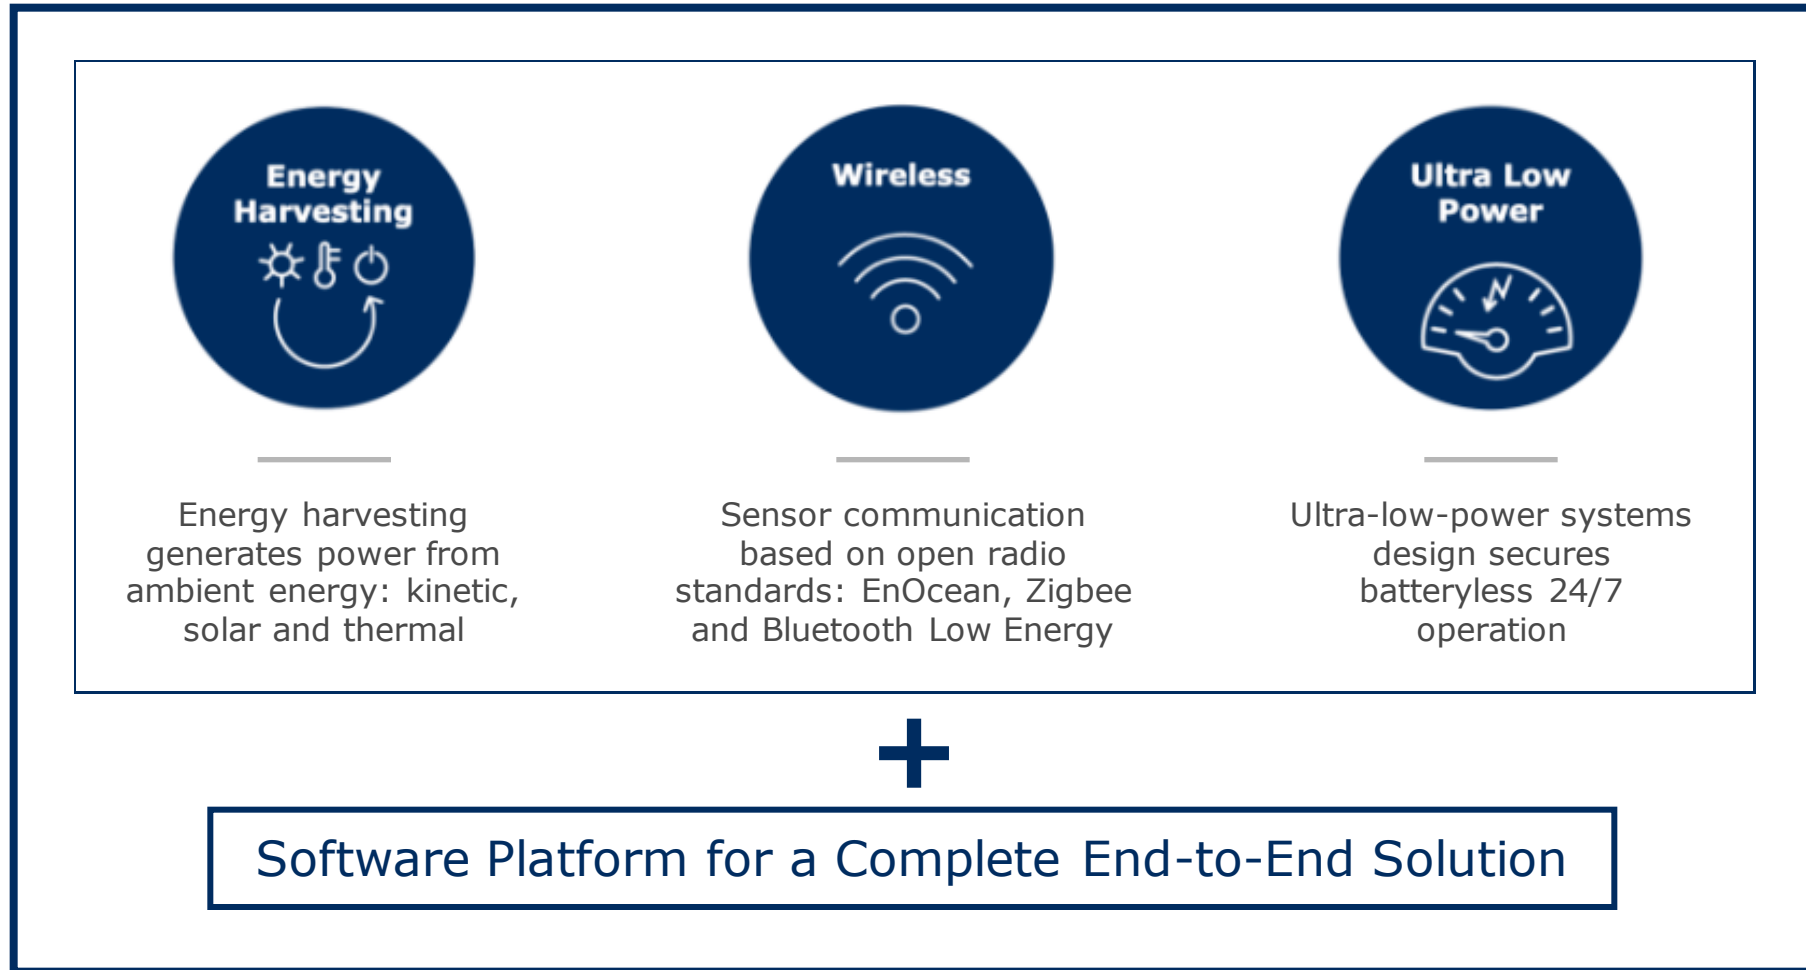 Energy
Harvesting
Wireless
Ultra Low
Power
Energy harvesting
generates power from
ambient energy: kinetic,
solar and thermal
Sensor communication
based on open radio
standards: EnOcean, Zigbee
and Bluetooth Low Energy
Ultra-low-power systems
design secures
batteryless 24/7
operation
+
Software Platform for a Complete End-to-End Solution